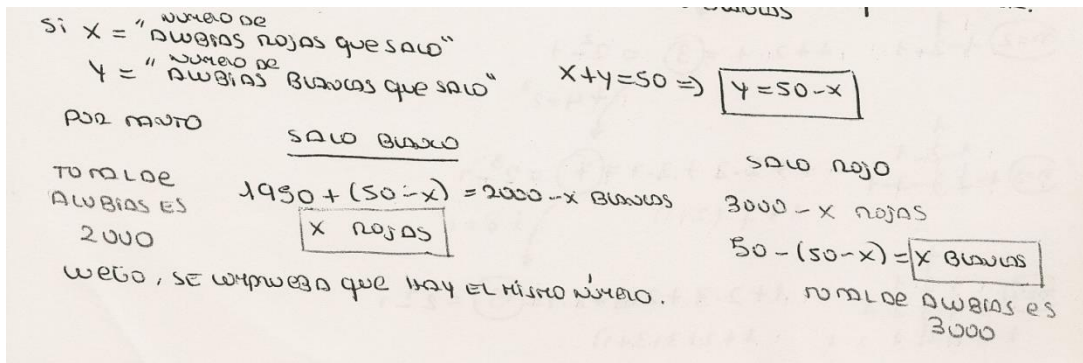 Si X = "NUMERO DE ALUBIAS ROJAS QUE SACO"
Y = "NUMERO DE ALUBIAS BLANCAS QUE SACO"
X+Y=50 => Y=50-X
POR TANTO
SACO BLANCO
TOTAL DE ALUBIAS ES 2000
1950 + (50-X) = 2000-X BLANCAS
X ROJAS
SACO ROJO
3000-X ROJAS
50-(50-X)= X BLANCAS
TOTAL DE ALUBIAS ES 3000
LUEGO, SE COMPRUEBA QUE HAY EL MISMO NÚMERO.